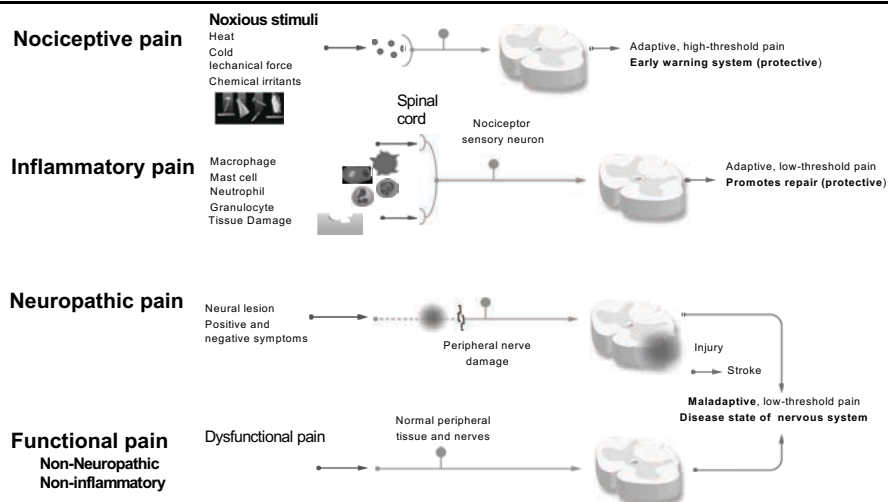 Nociceptive pain
Noxious stimuli
Heat
Cold
lechanical force
Chemical irritants
Adaptive, high-threshold pain
Early warning system (protective)
Spinal
cord
Nociceptor
sensory neuron
Inflammatory pain
Macrophage
Mast cell
Neutrophil
Granulocyte
Tissue Damage
Adaptive, low-threshold pain
Promotes repair (protective)
Neuropathic pain
Neural lesion
Positive and
negative symptoms
Peripheral nerve
damage
Injury
Stroke
Maladaptive, low-threshold pain
Disease state of nervous system
Functional pain
Non-Neuropathic
Non-inflammatory
Dysfunctional pain
Normal peripheral
tissue and nerves